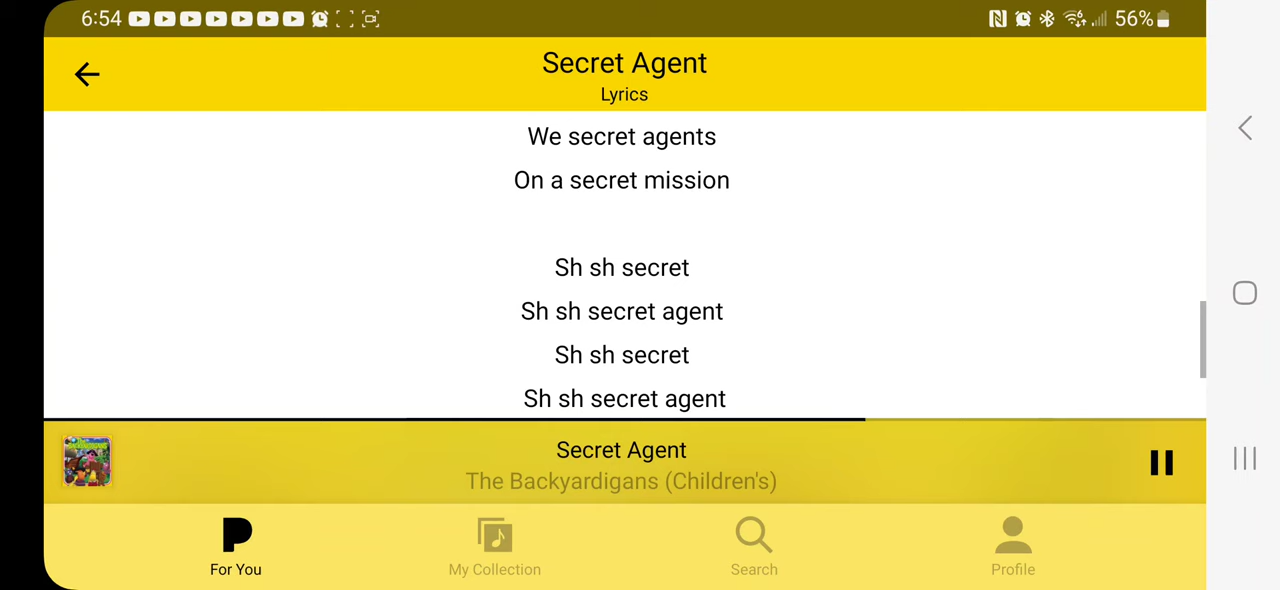 6:54
56%
Secret Agent
Lyrics
We secret agents
On a secret mission
Sh sh secret
Sh sh secret agent
Sh sh secret
Sh sh secret agent
Secret Agent
The Backyardigans (Children's)
For You
My Collection
Search
Profile